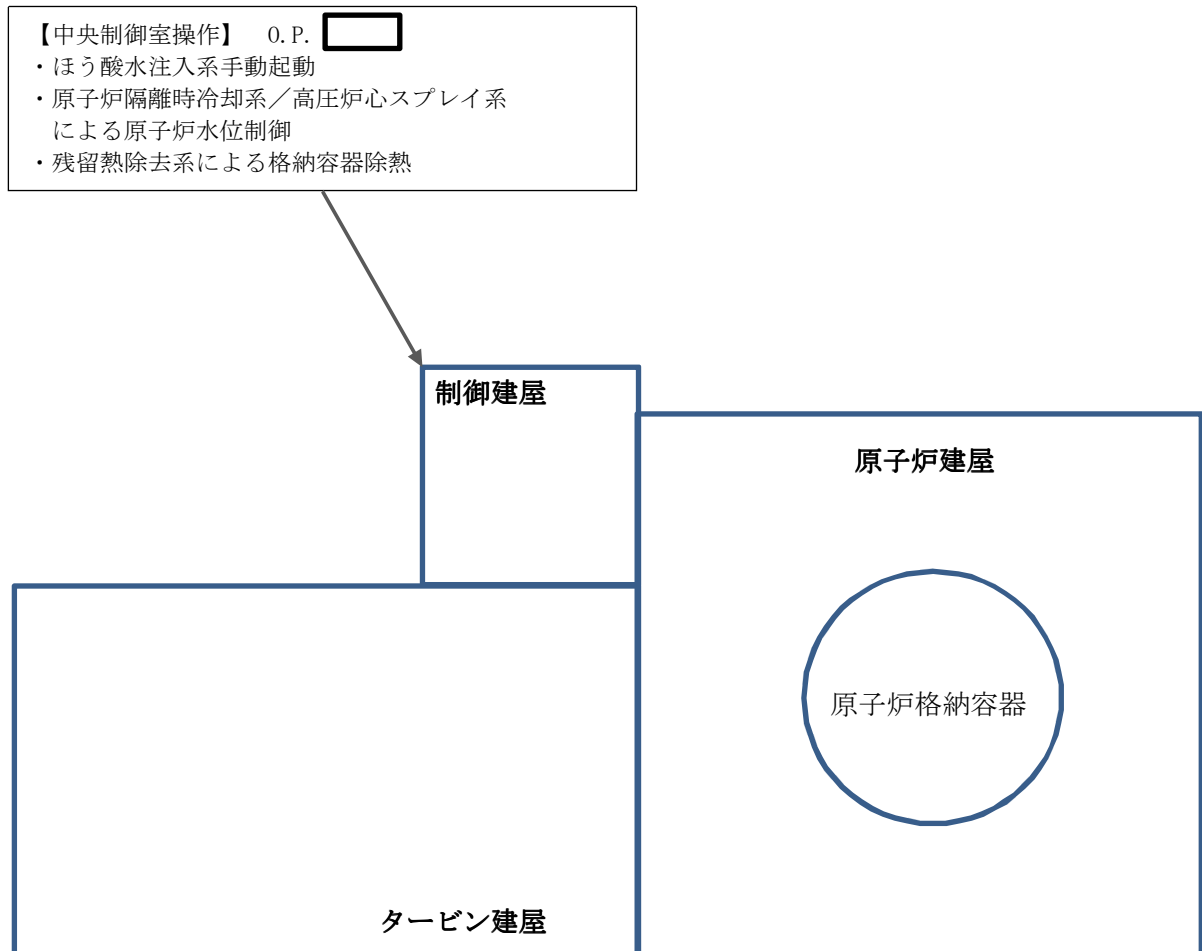 【中央制御室操作】 O.P.
・ほう酸水注入系手動起動
・原子炉隔離時冷却系／高圧炉心スプレイ系
による原子炉水位制御
・残留熱除去系による格納容器除熱
制御建屋
原子炉建屋
原子炉格納容器
タービン建屋